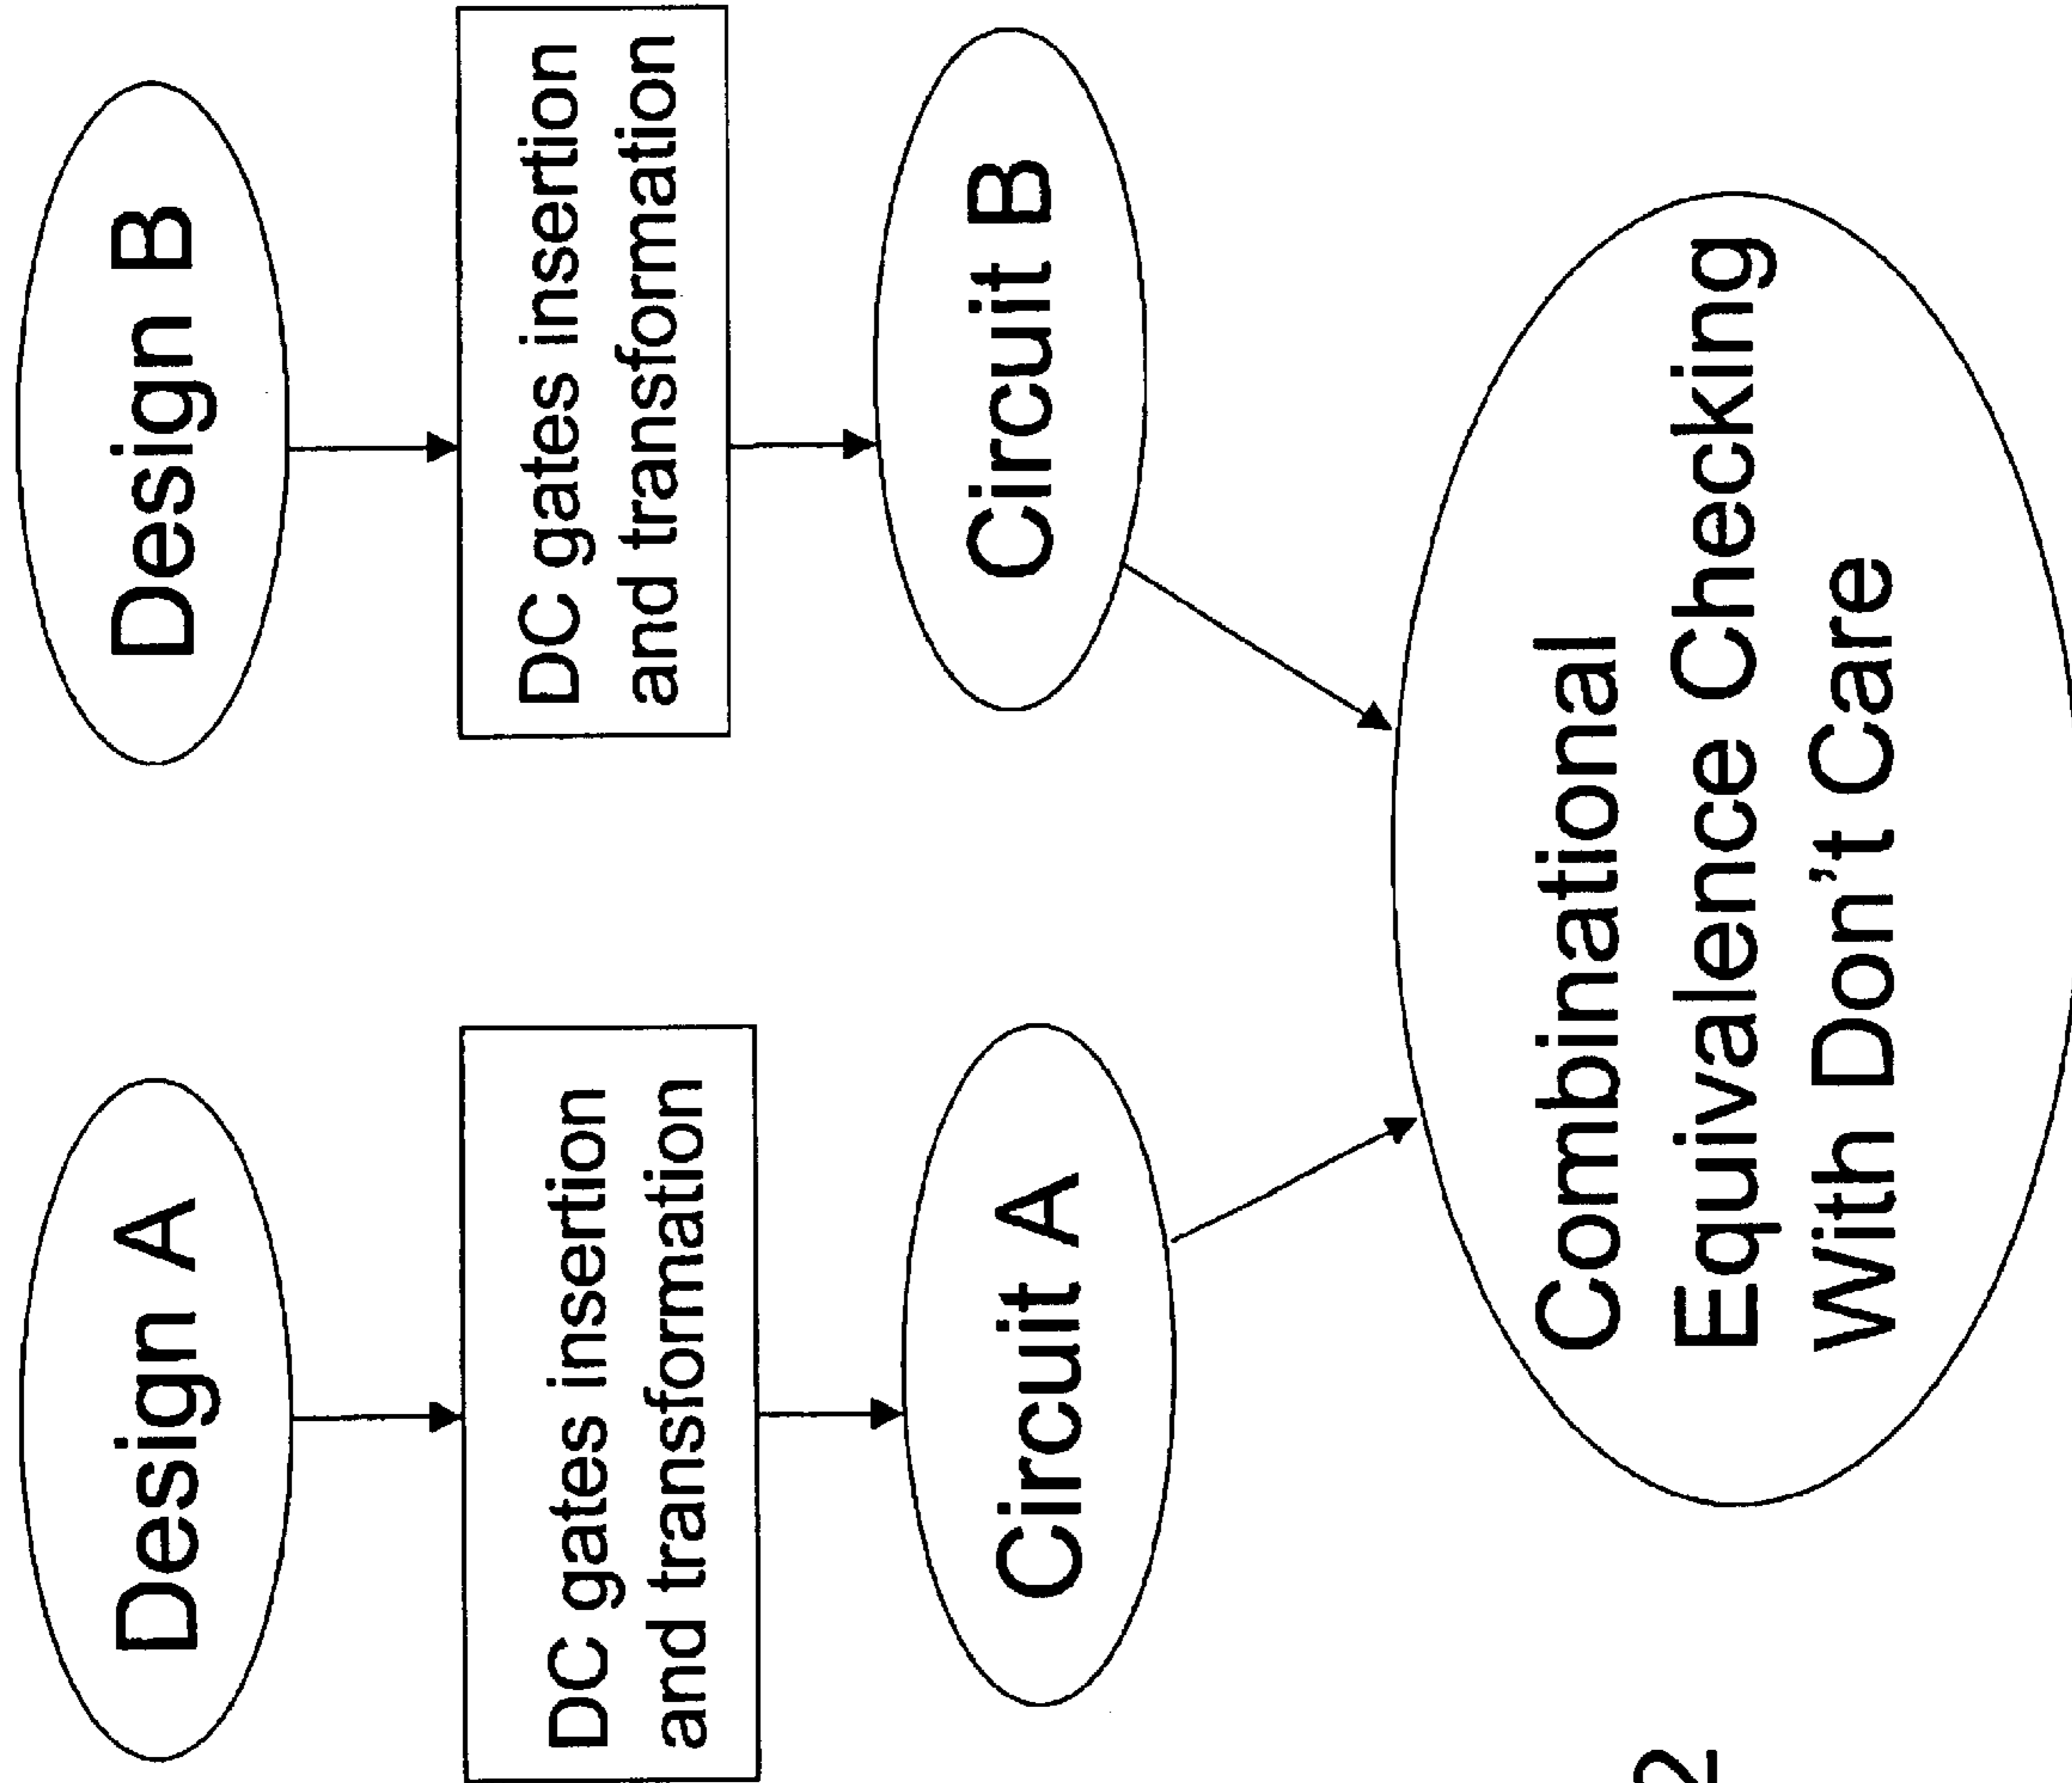 Design A
DC gates insertion
and transformation
Circuit A
Design B
DC gates insertion
and transformation
Circuit B
Combinational
Equivalence Checking
With Don't Care
2